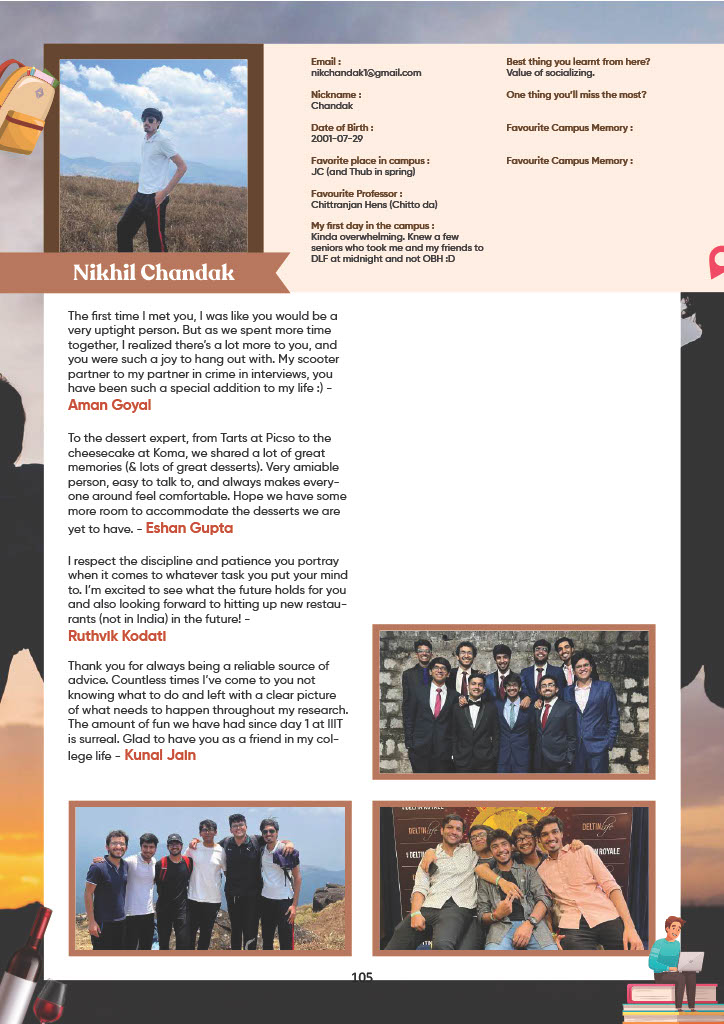 Email :
nikchandak1@gmail.com
Nickname :
Chandak
Date of Birth :
2001-07-29
Favorite place in campus :
JC (and Thub in spring)
Favourite Professor :
Chittranjan Hens (Chitto da)
My first day in the campus :
Kinda overwhelming. Knew a few
seniors who took me and my friends to
DLF at midnight and not OBH :D
Best thing you learnt from here?
Value of socializing.
One thing you'll miss the most?
Favourite Campus Memory :
Favourite Campus Memory :
Nikhil Chandak
The first time I met you, I was like you would be a
very uptight person. But as we spent more time
together, I realized there's a lot more to you, and
you were such a joy to hang out with. My scooter
partner to my partner in crime in interviews, you
have been such a special addition to my life :) -
Aman Goyal
To the dessert expert, from Tarts at Picso to the
cheesecake at Koma, we shared a lot of great
memories (& lots of great desserts). Very amiable
person, easy to talk to, and always makes every-
one around feel comfortable. Hope we have some
more room to accommodate the desserts we are
yet to have. - Eshan Gupta
I respect the discipline and patience you portray
when it comes to whatever task you put your mind
to. I'm excited to see what the future holds for you
and also looking forward to hitting up new restau-
rants (not in India) in the future! -
Ruthvik Kodati
Thank you for always being a reliable source of
advice. Countless times I've come to you not
knowing what to do and left with a clear picture
of what needs to happen throughout my research.
The amount of fun we have had since day 1 at IIIT
is surreal. Glad to have you as a friend in my col-
lege life - Kunal Jain
DELTIN life
DELTIN life
DELTIN ROYALE
N ROYALE
DELTIN
105